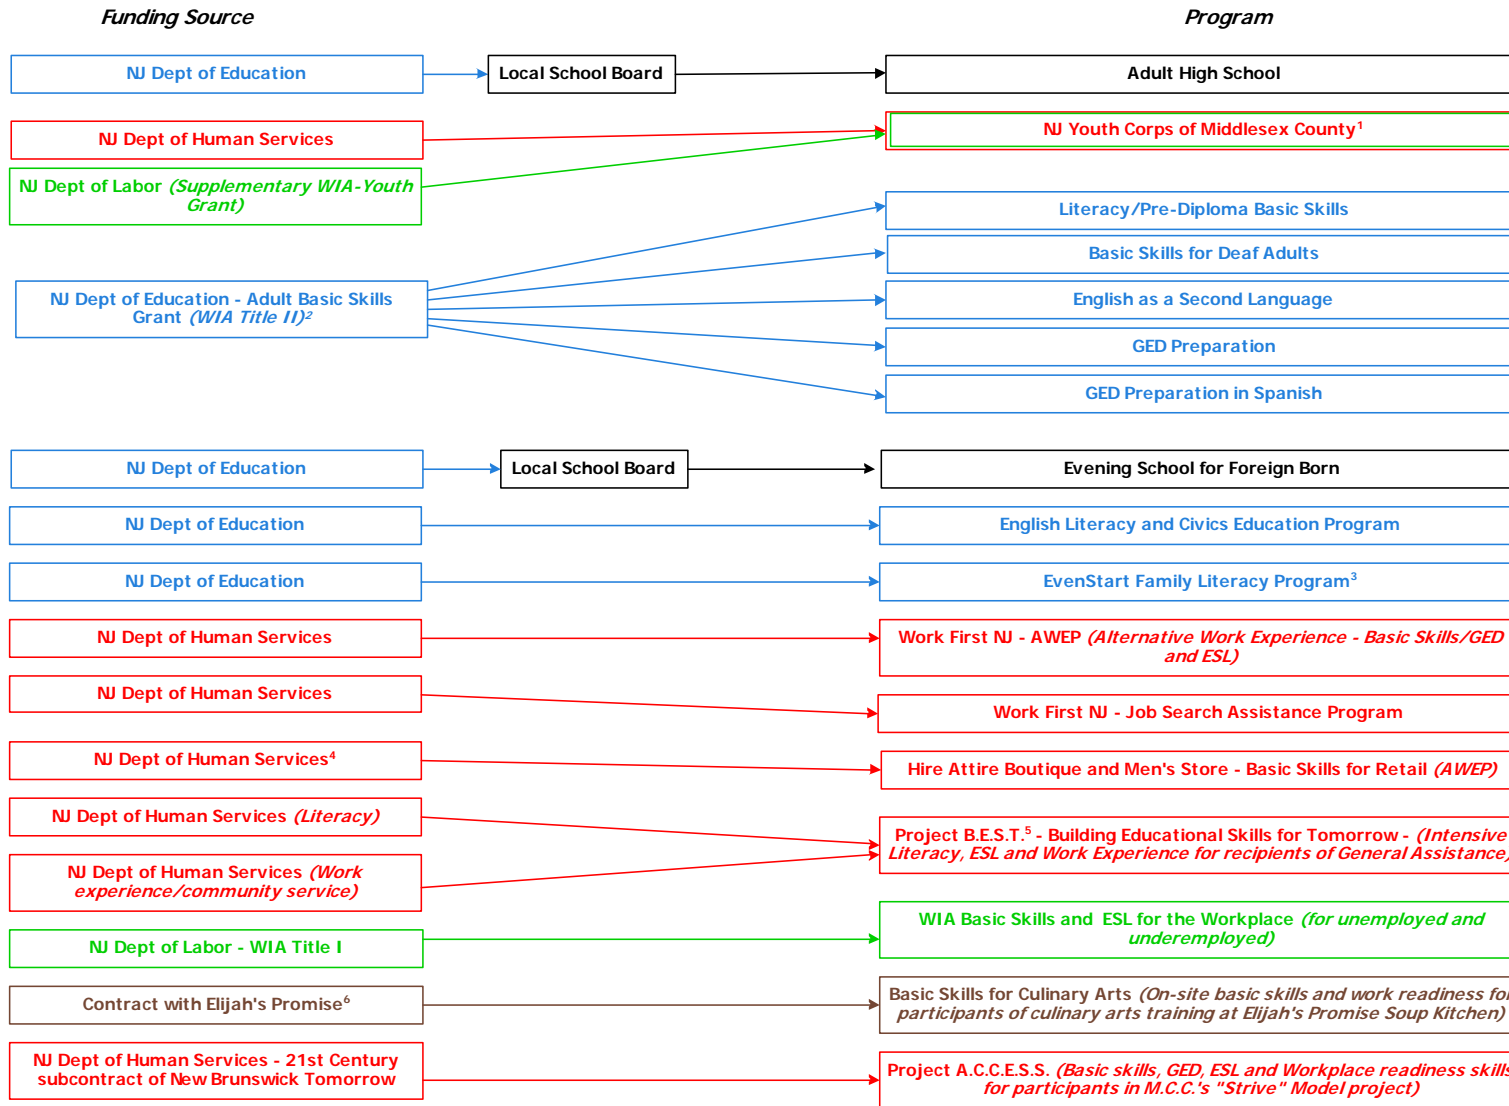 Funding Source
Program
NJ Dept of Education
Local School Board
Adult High School
NJ Dept of Human Services
NJ Youth Corps of Middlesex County¹
NJ Dept of Labor (Supplementary WIA-Youth
Grant)
Literacy/Pre-Diploma Basic Skills
Basic Skills for Deaf Adults
NJ Dept of Education - Adult Basic Skills
Grant (WIA Title II)²
English as a Second Language
GED Preparation
GED Preparation in Spanish
NJ Dept of Education
Local School Board
Evening School for Foreign Born
NJ Dept of Education
English Literacy and Civics Education Program
NJ Dept of Education
EvenStart Family Literacy Program³
NJ Dept of Human Services
Work First NJ - AWEP (Alternative Work Experience - Basic Skills/GED
and ESL)
NJ Dept of Human Services
Work First NJ - Job Search Assistance Program
NJ Dept of Human Services⁴
Hire Attire Boutique and Men's Store - Basic Skills for Retail (AWEP)
NJ Dept of Human Services (Literacy)
Project B.E.S.T.⁵ - Building Educational Skills for Tomorrow - (Intensive
Literacy, ESL and Work Experience for recipients of General Assistance)
NJ Dept of Human Services (Work
experience/community service)
NJ Dept of Labor - WIA Title I
WIA Basic Skills and ESL for the Workplace (for unemployed and
underemployed)
Contract with Elijah's Promise⁶
Basic Skills for Culinary Arts (On-site basic skills and work readiness for
participants of culinary arts training at Elijah's Promise Soup Kitchen)
NJ Dept of Human Services - 21st Century
subcontract of New Brunswick Tomorrow
Project A.C.C.E.S.S. (Basic skills, GED, ESL and Workplace readiness skills
for participants in M.C.C.'s "Strive" Model project)